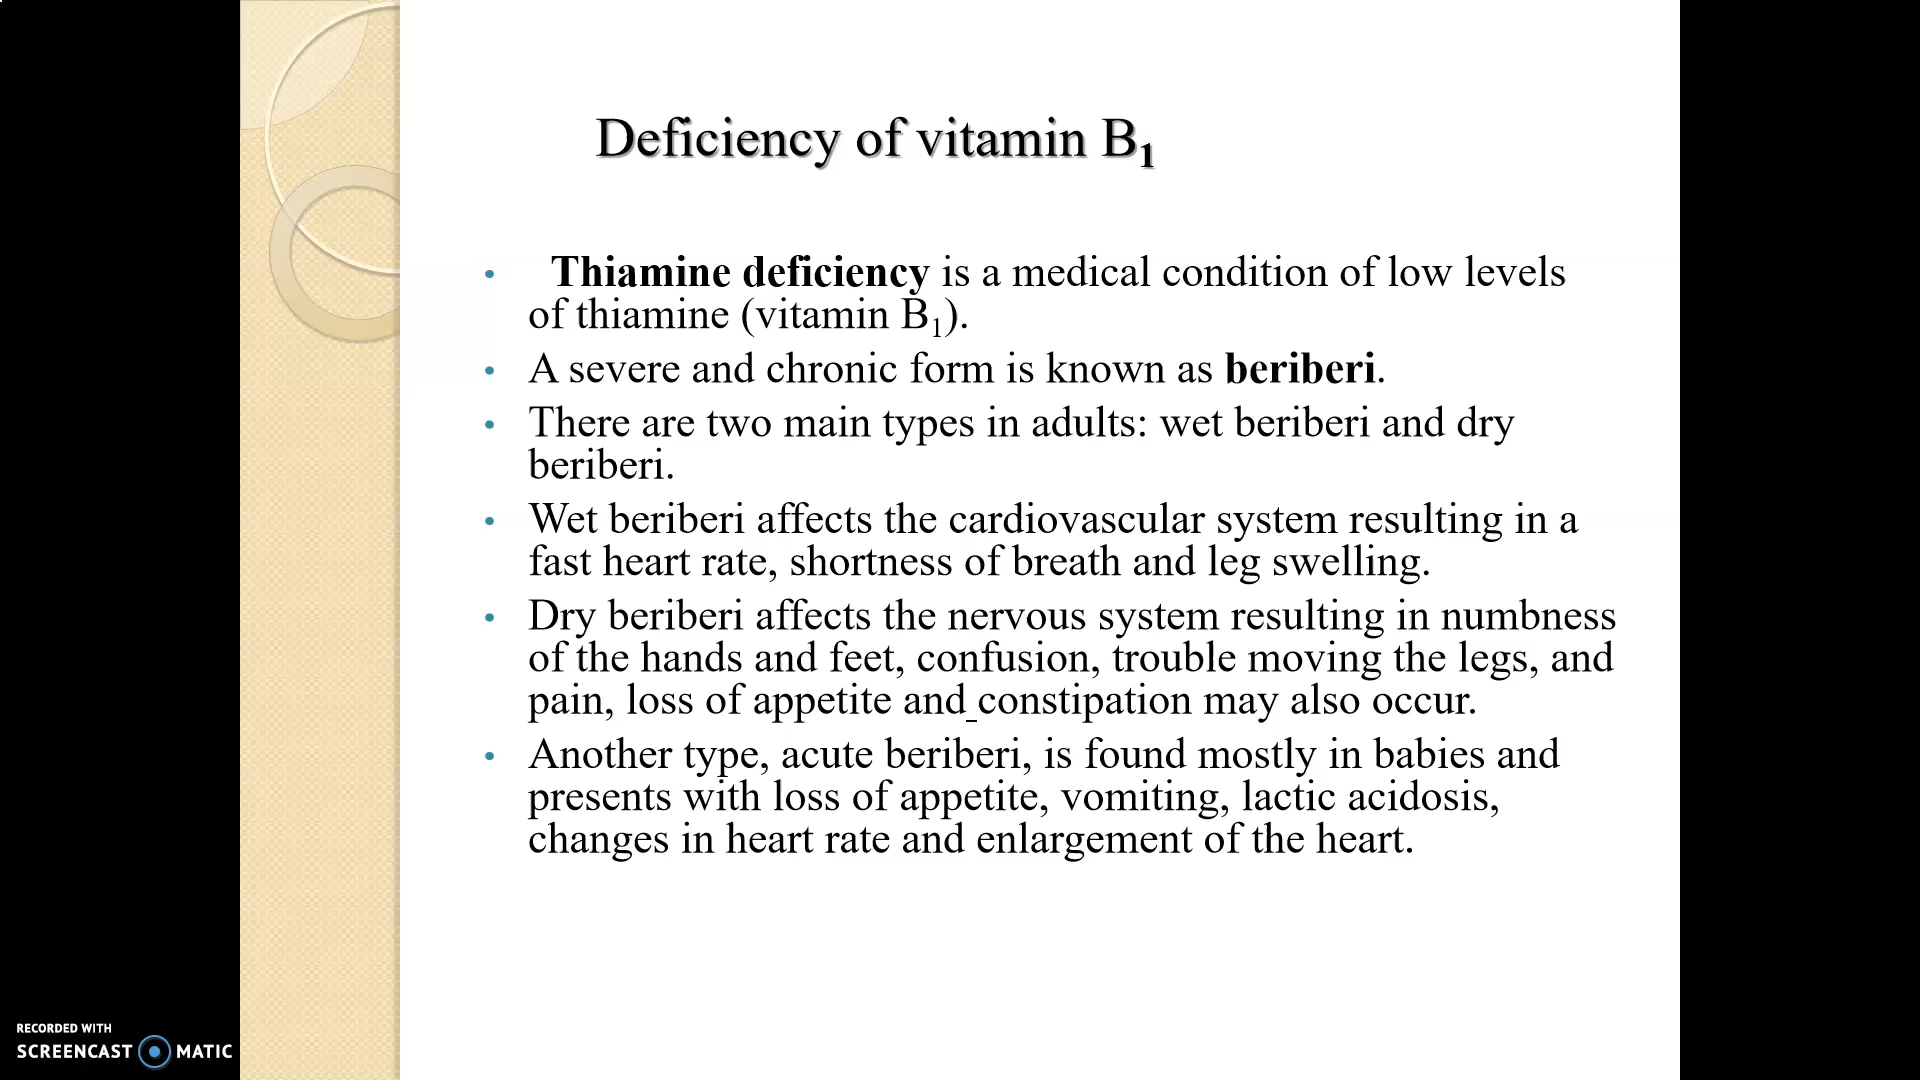 Deficiency of vitamin B₁
• Thiamine deficiency is a medical condition of low levels
of thiamine (vitamin B₁).
• A severe and chronic form is known as beriberi.
• There are two main types in adults: wet beriberi and dry
beriberi.
• Wet beriberi affects the cardiovascular system resulting in a
fast heart rate, shortness of breath and leg swelling.
• Dry beriberi affects the nervous system resulting in numbness
of the hands and feet, confusion, trouble moving the legs, and
pain, loss of appetite and constipation may also occur.
• Another type, acute beriberi, is found mostly in babies and
presents with loss of appetite, vomiting, lactic acidosis,
changes in heart rate and enlargement of the heart.
RECORDED WITH
SCREENCAST MATIC